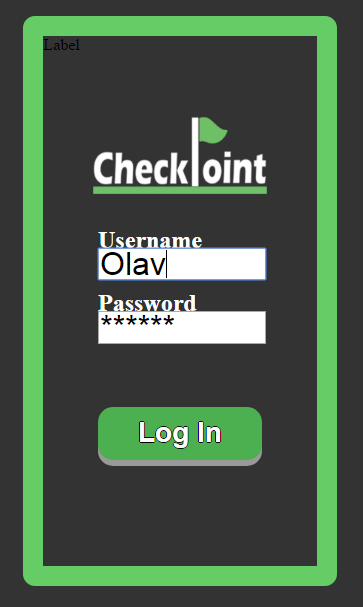 Label
CheckPoint
Username
Olav
Password
******
Log In